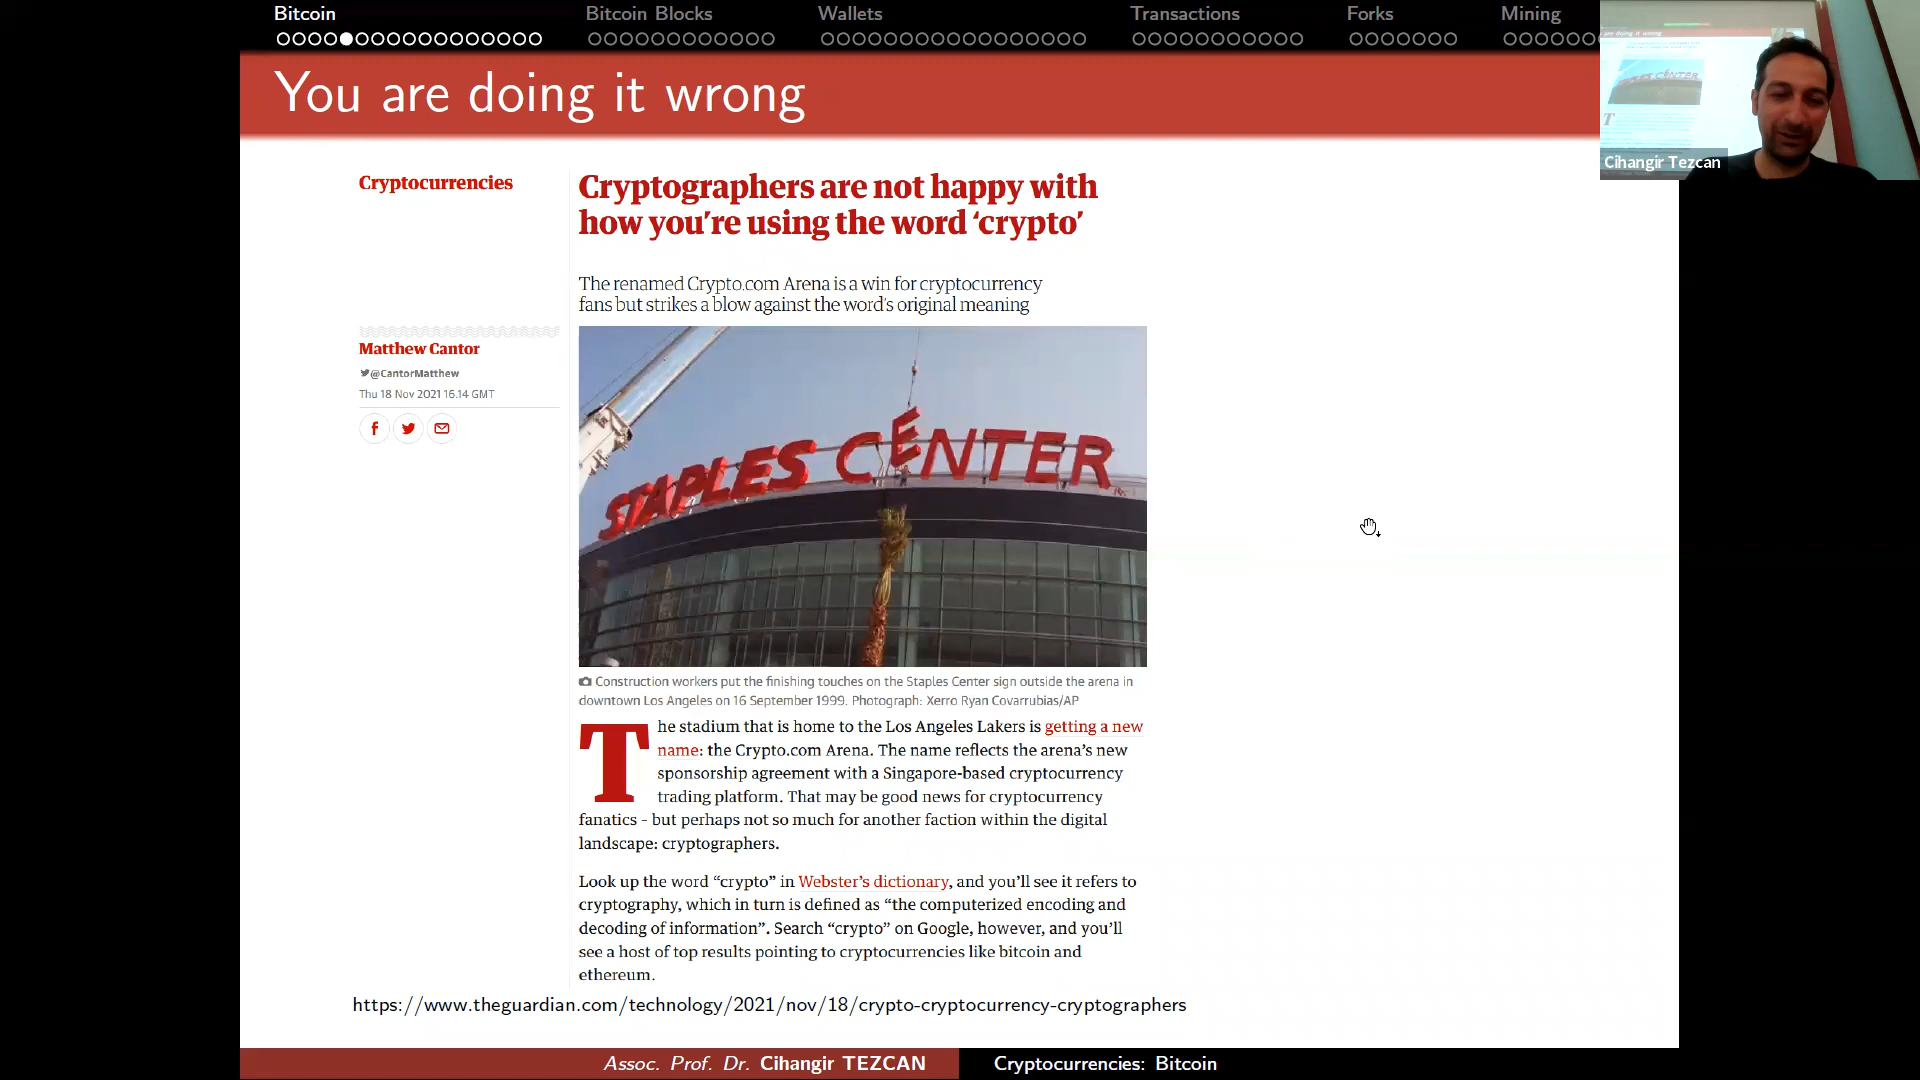 Bitcoin Bitcoin Blocks Wallets Transactions Forks Mining
You are doing it wrong
Cihangir Tezcan
Cryptocurrencies
Cryptographers are not happy with
how you're using the word ‘crypto’
The renamed Crypto.com Arena is a win for cryptocurrency
fans but strikes a blow against the word's original meaning
Matthew Cantor
@CantorMatthew
Thu 18 Nov 2021 16.14 GMT
STAPLES CENTER
Construction workers put the finishing touches on the Staples Center sign outside the arena in
downtown Los Angeles on 16 September 1999. Photograph: Xerro Ryan Covarrubias/AP
The stadium that is home to the Los Angeles Lakers is getting a new
name: the Crypto.com Arena. The name reflects the arena's new
sponsorship agreement with a Singapore-based cryptocurrency
trading platform. That may be good news for cryptocurrency
fanatics – but perhaps not so much for another faction within the digital
landscape: cryptographers.
Look up the word “crypto” in Webster's dictionary, and you'll see it refers to
cryptography, which in turn is defined as “the computerized encoding and
decoding of information”. Search “crypto” on Google, however, and you'll
see a host of top results pointing to cryptocurrencies like bitcoin and
ethereum.
https://www.theguardian.com/technology/2021/nov/18/crypto-cryptocurrency-cryptographers
Assoc. Prof. Dr. Cihangir TEZCAN Cryptocurrencies: Bitcoin